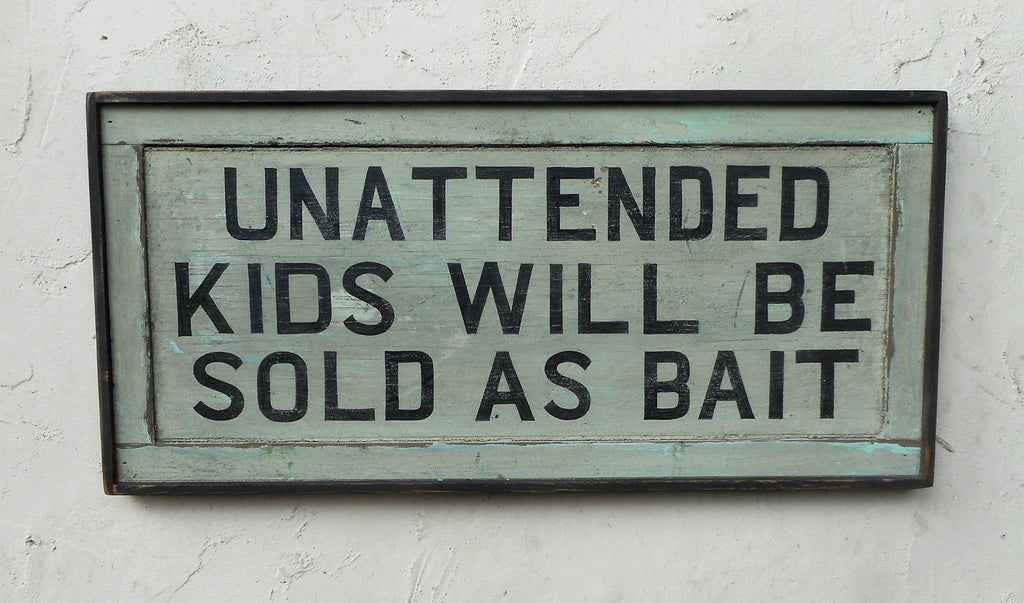 UNATTENDED
KIDS WILL BE
SOLD AS BAIT